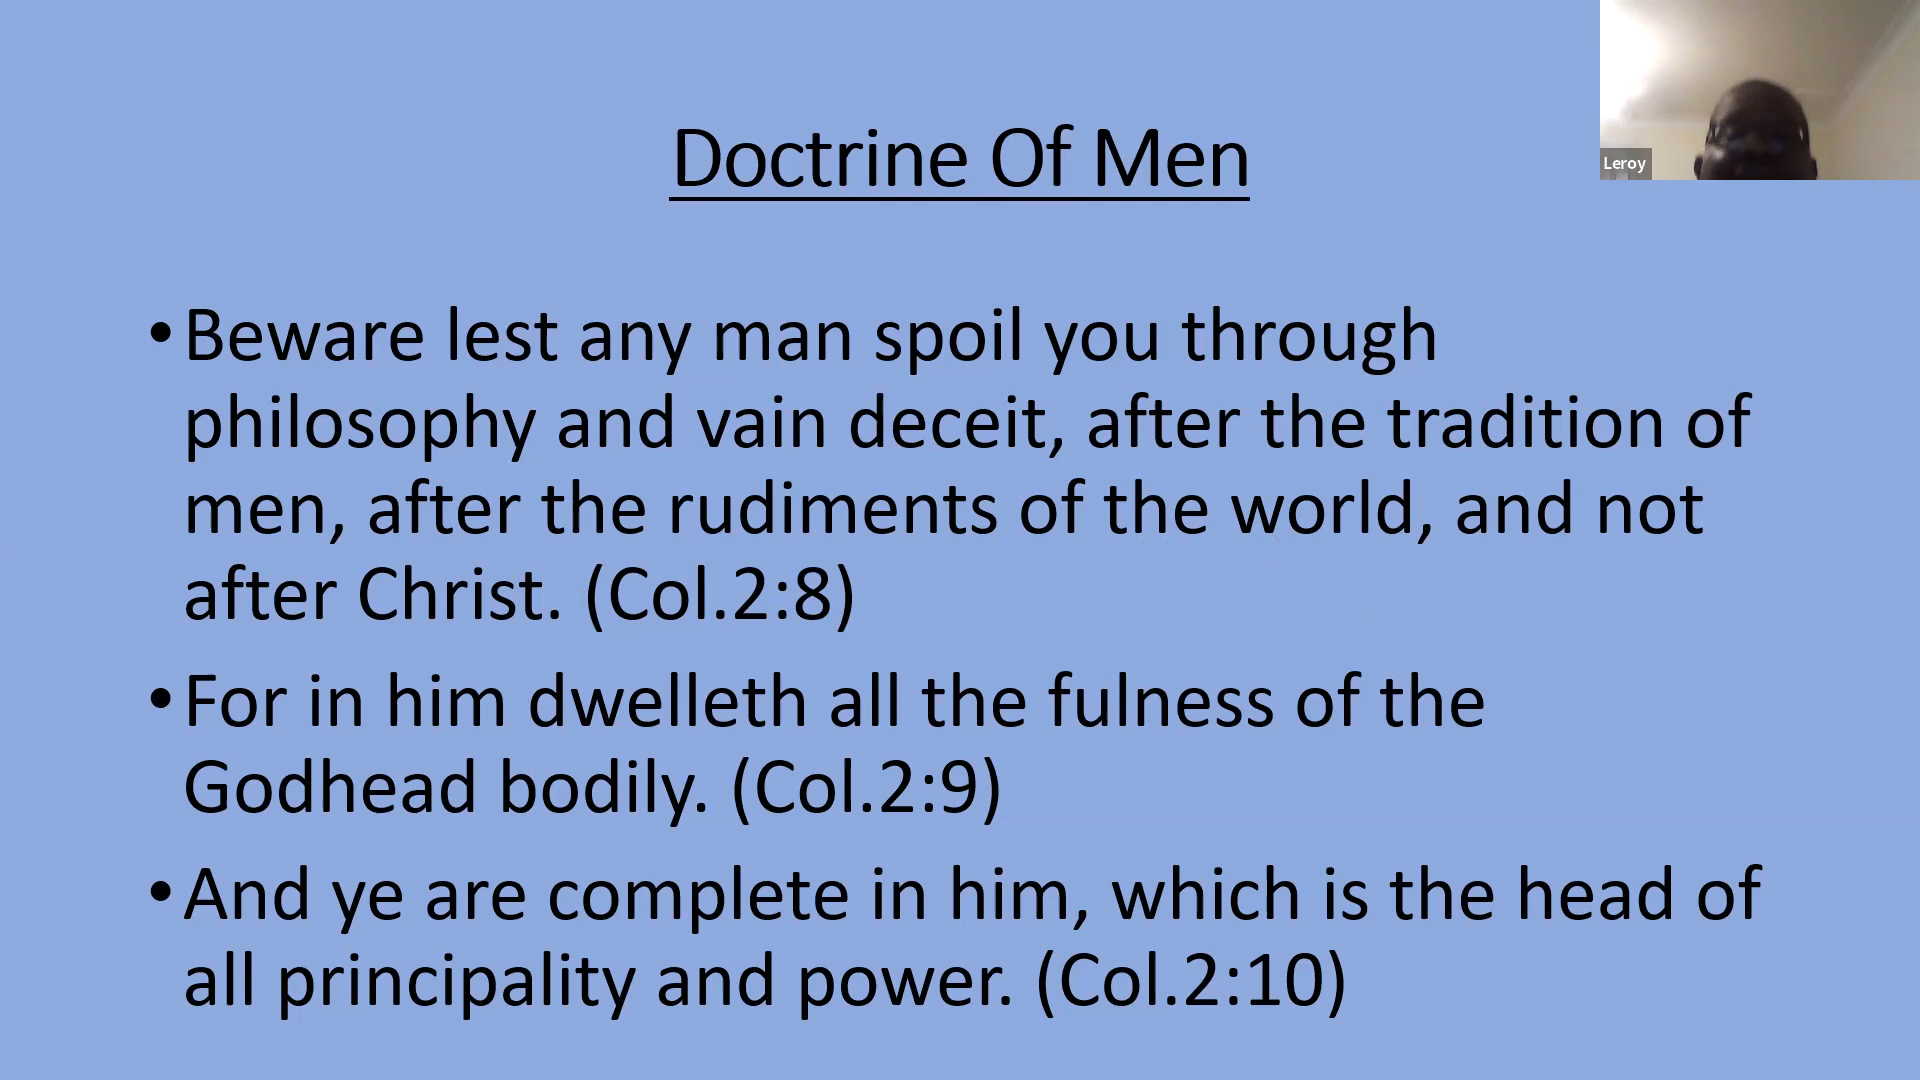 Leroy
Doctrine Of Men
•Beware lest any man spoil you through
philosophy and vain deceit, after the tradition of
men, after the rudiments of the world, and not
after Christ. (Col.2:8)
•For in him dwelleth all the fulness of the
Godhead bodily. (Col.2:9)
•And ye are complete in him, which is the head of
all principality and power. (Col.2:10)